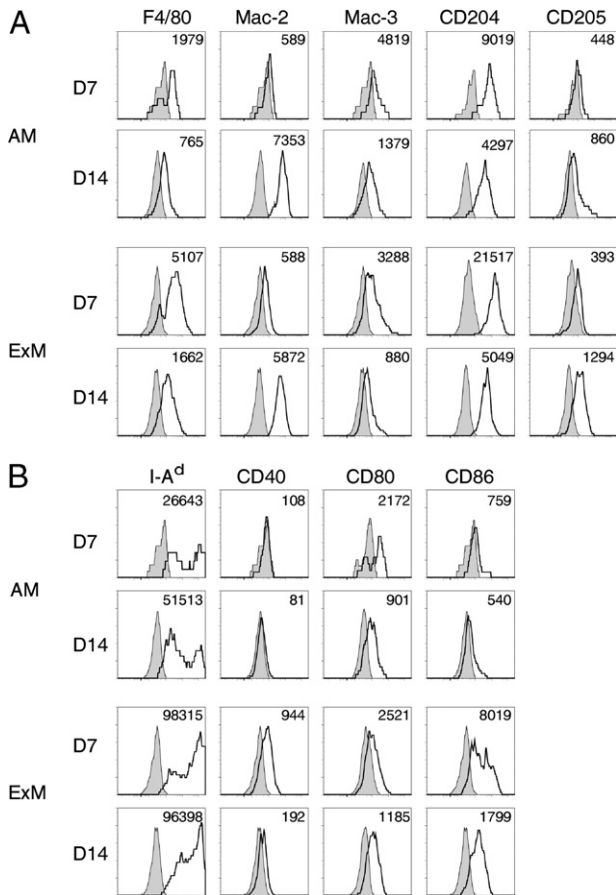 A
F4/80 Mac-2 Mac-3 CD204 CD205
AM
D7 1979 589 4819 9019 448
D14 765 7353 1379 4297 860
ExM
D7 5107 588 3288 21517 393
D14 1662 5872 880 5049 1294
B
I-Aᵈ CD40 CD80 CD86
AM
D7 26643 108 2172 759
D14 51513 81 901 540
ExM
D7 98315 944 2521 8019
D14 96398 192 1185 1799